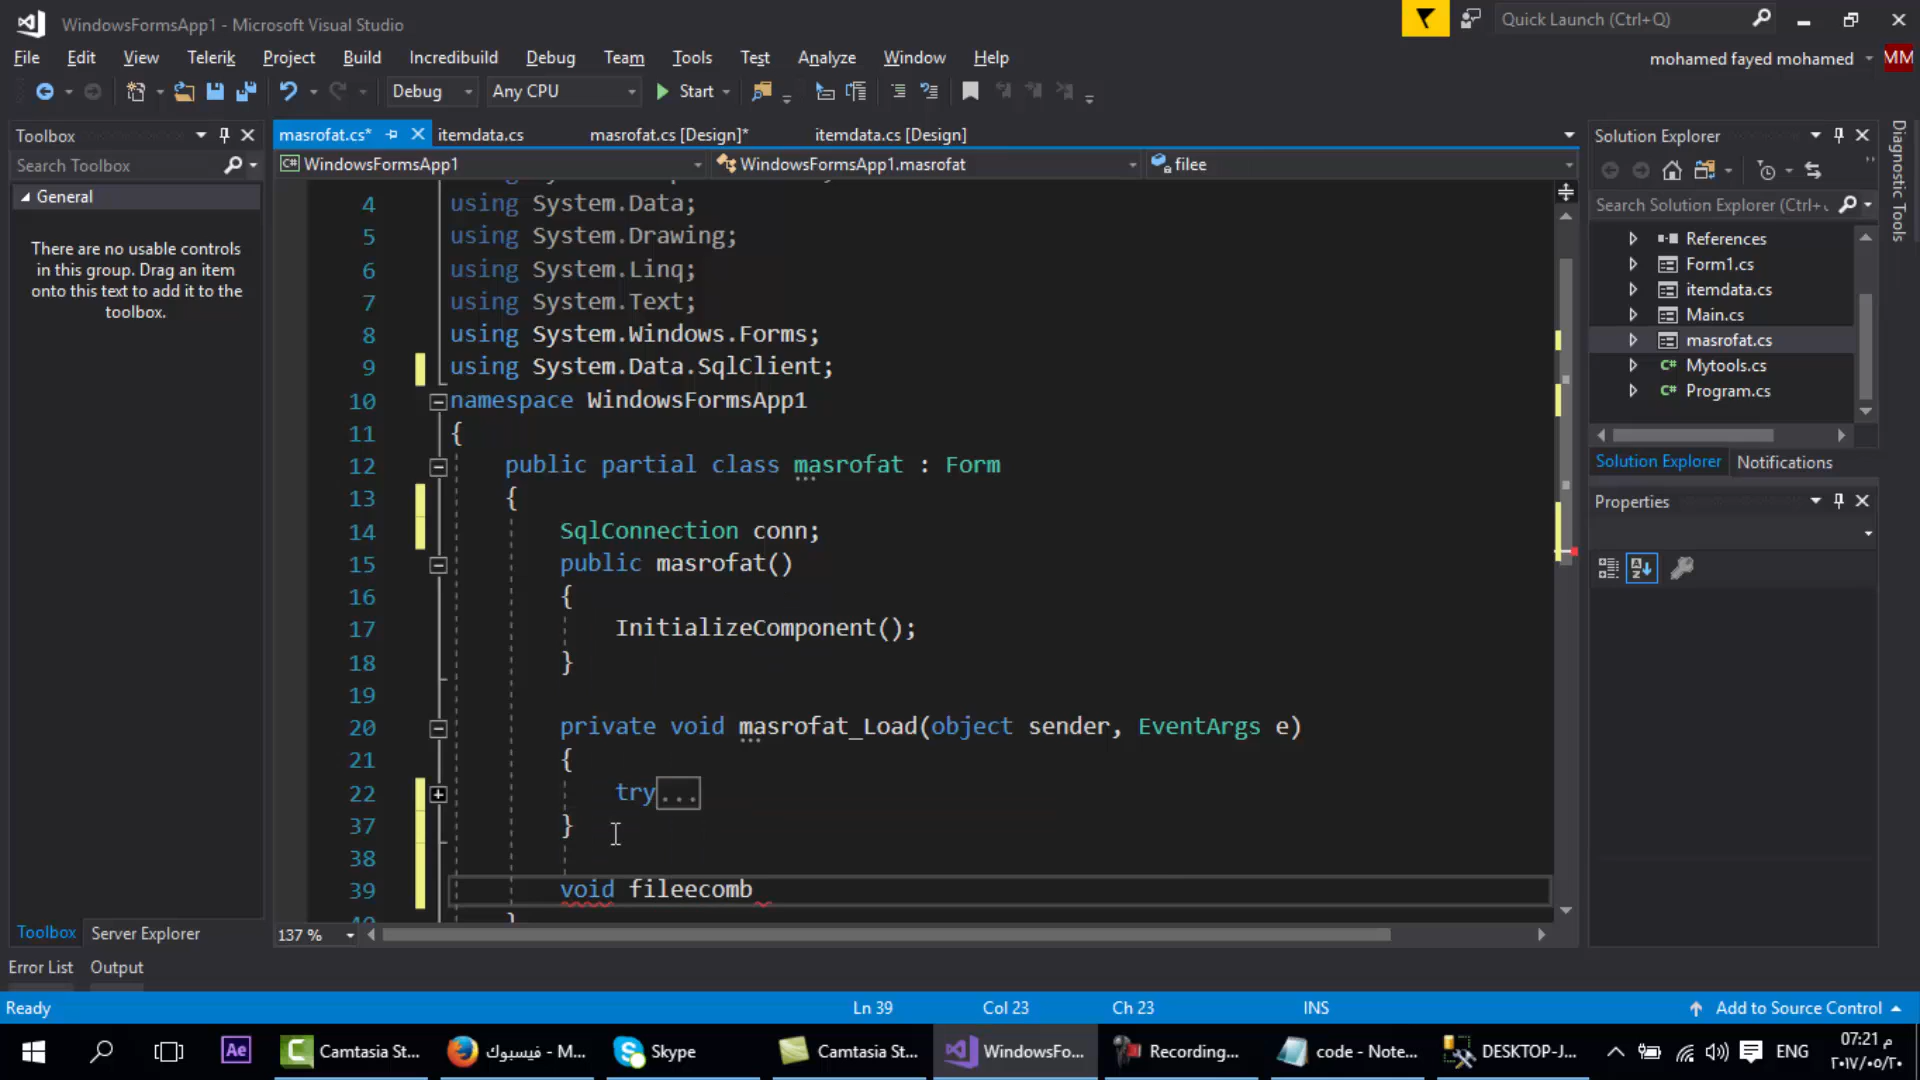 WindowsFormsApp1 - Microsoft Visual Studio
Quick Launch (Ctrl+Q)
File Edit View Telerik Project Build Incredibuild Debug Team Tools Test Analyze Window Help
mohamed fayed mohamed MM
Debug Any CPU Start
Toolbox
Search Toolbox
General
There are no usable controls
in this group. Drag an item
onto this text to add it to the
toolbox.
masrofat.cs* itemdata.cs masrofat.cs [Design]* itemdata.cs [Design]
WindowsFormsApp1 WindowsFormsApp1.masrofat filee
4 using System.Data;
5 using System.Drawing;
6 using System.Linq;
7 using System.Text;
8 using System.Windows.Forms;
9 using System.Data.SqlClient;
10 namespace WindowsFormsApp1
11 {
12 public partial class masrofat : Form
13 {
14 SqlConnection conn;
15 public masrofat()
16 {
17 InitializeComponent();
18 }
19
20 private void masrofat_Load(object sender, EventArgs e)
21 {
22 try...
37 }
38
39 void fileecomb
137 %
Solution Explorer
Search Solution Explorer (Ctrl+
References
Form1.cs
itemdata.cs
Main.cs
masrofat.cs
Mytools.cs
Program.cs
Solution Explorer Notifications
Properties
Diagnostic Tools
Toolbox Server Explorer
Error List Output
Ready Ln 39 Col 23 Ch 23 INS Add to Source Control
Ae Camtasia St... فيسبوك - M... Skype Camtasia St... WindowsFo... Recording... code - Note... DESKTOP-J... ENG
07:21 م
٢٠١٧/٠٥/٢٠